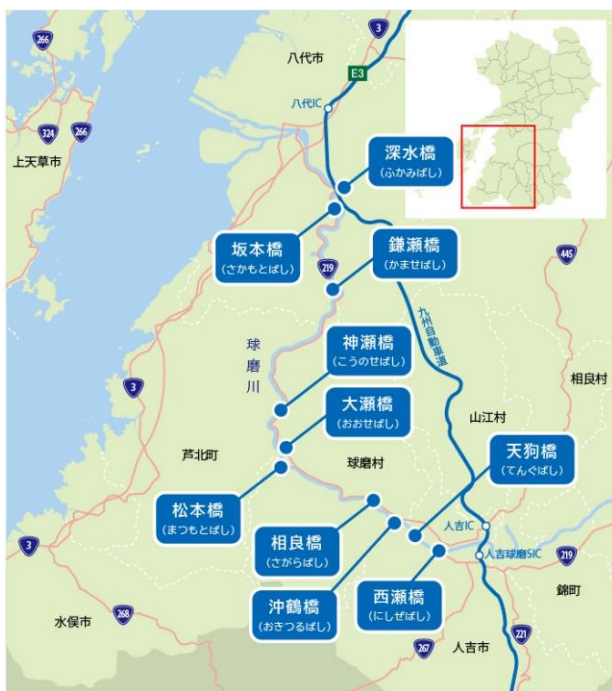 266
3
八代市
E3
八代IC
324
266
上天草市
深水橋
(ふかみばし)
坂本橋
(さかもとばし)
鎌瀬橋
(かませばし)
219
445
九州自動車道
球磨川
神瀬橋
(こうのせばし)
相良村
3
大瀬橋
(おおせばし)
山江村
芦北町
球磨村
天狗橋
(てんぐばし)
松本橋
(まつもとばし)
相良橋
(さがらばし)
人吉IC
3
人吉球磨SIC
219
沖鶴橋
(おきつるばし)
西瀬橋
(にしぜばし)
錦町
水俣市
268
267
人吉市
221